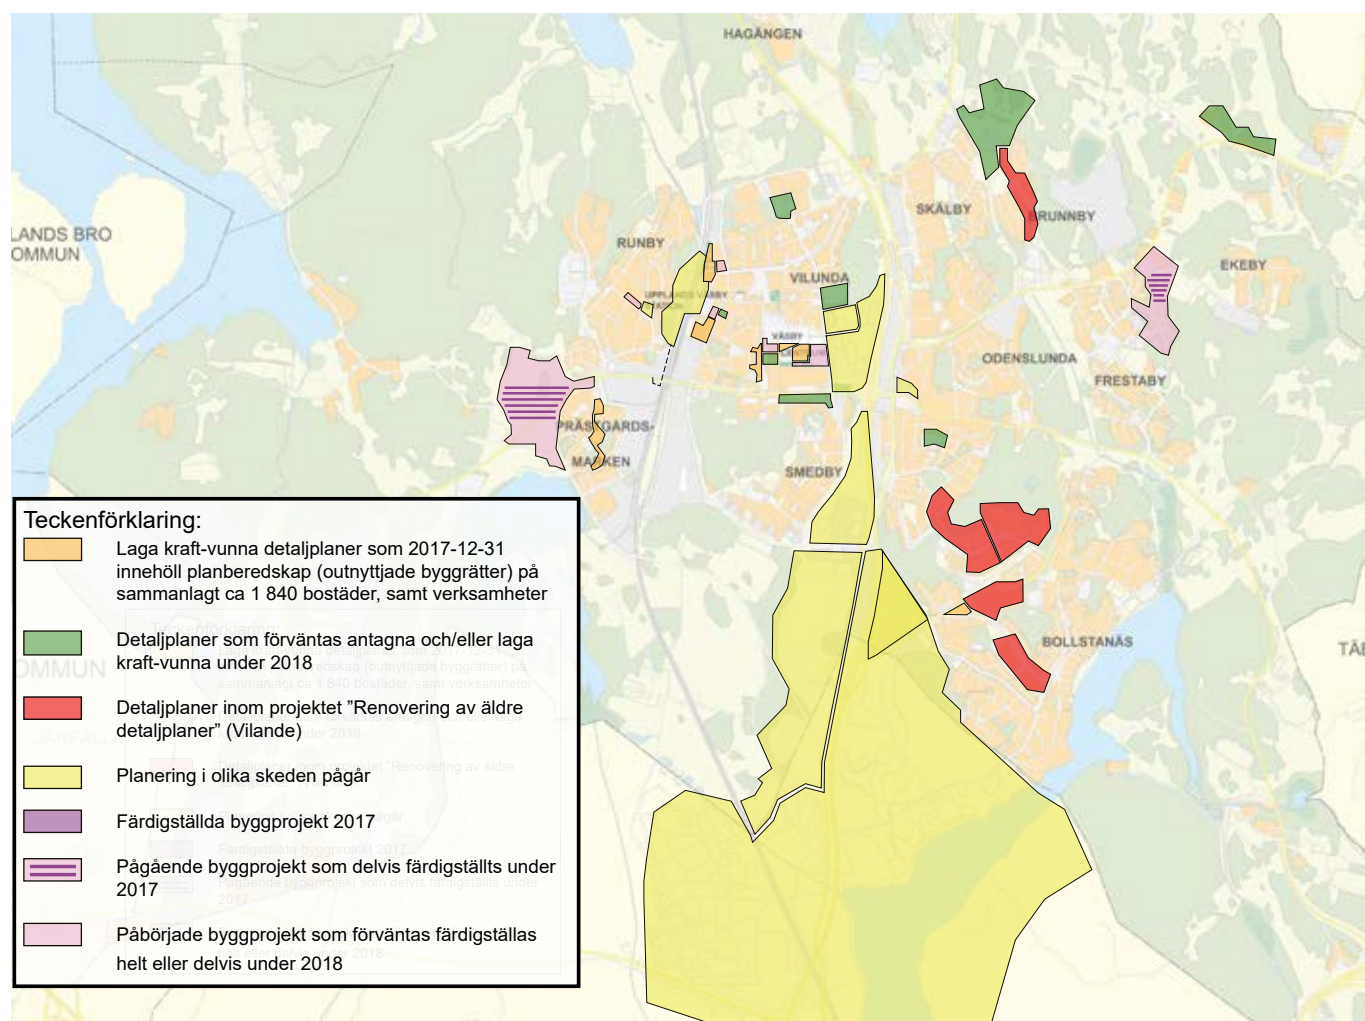 HAGÄNGEN
LANDS BRO
OMMUN
SKÄLBY
BRUNNBY
RUNBY
EKEBY
VILUNDA
UPPLANDS VÄSBY
VÄSBY
ODENSLUNDA
FRESTABY
PRÄSTGÅRDS-
MARKEN
SMEDBY
BOLLSTANÄS
TÄB
OMMUN
Teckenförklaring:
Laga kraft-vunna detaljplaner som 2017-12-31
innehöll planberedskap (outnyttjade byggrätter) på
sammanlagt ca 1 840 bostäder, samt verksamheter
Detaljplaner som förväntas antagna och/eller laga
kraft-vunna under 2018
Detaljplaner inom projektet ”Renovering av äldre
detaljplaner” (Vilande)
Planering i olika skeden pågår
Färdigställda byggprojekt 2017
Pågående byggprojekt som delvis färdigställts under
2017
Påbörjade byggprojekt som förväntas färdigställas
helt eller delvis under 2018